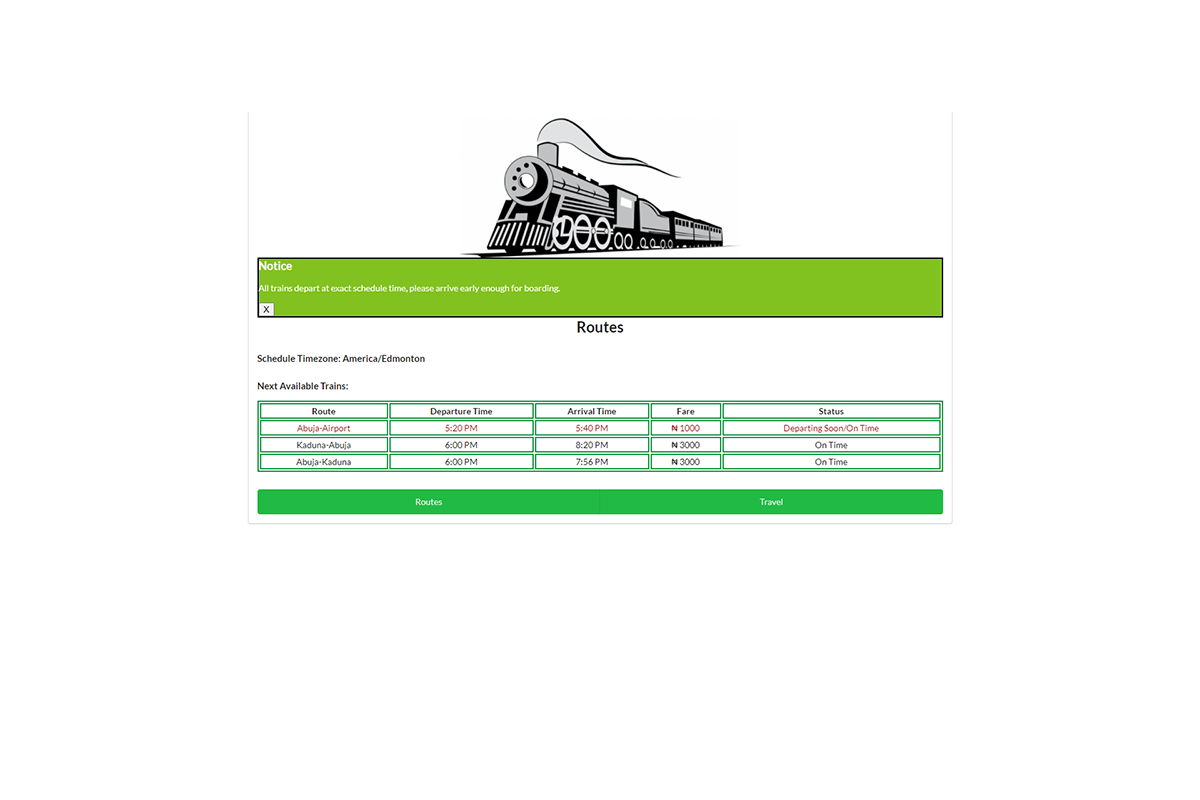 Notice
All trains depart at exact schedule time, please arrive early enough for boarding.
X
Routes
Schedule Timezone: America/Edmonton
Next Available Trains:
Route Departure Time Arrival Time Fare Status
Abuja-Airport 5:20 PM 5:40 PM ₦ 1000 Departing Soon/On Time
Kaduna-Abuja 6:00 PM 8:20 PM ₦ 3000 On Time
Abuja-Kaduna 6:00 PM 7:56 PM ₦ 3000 On Time
Routes Travel